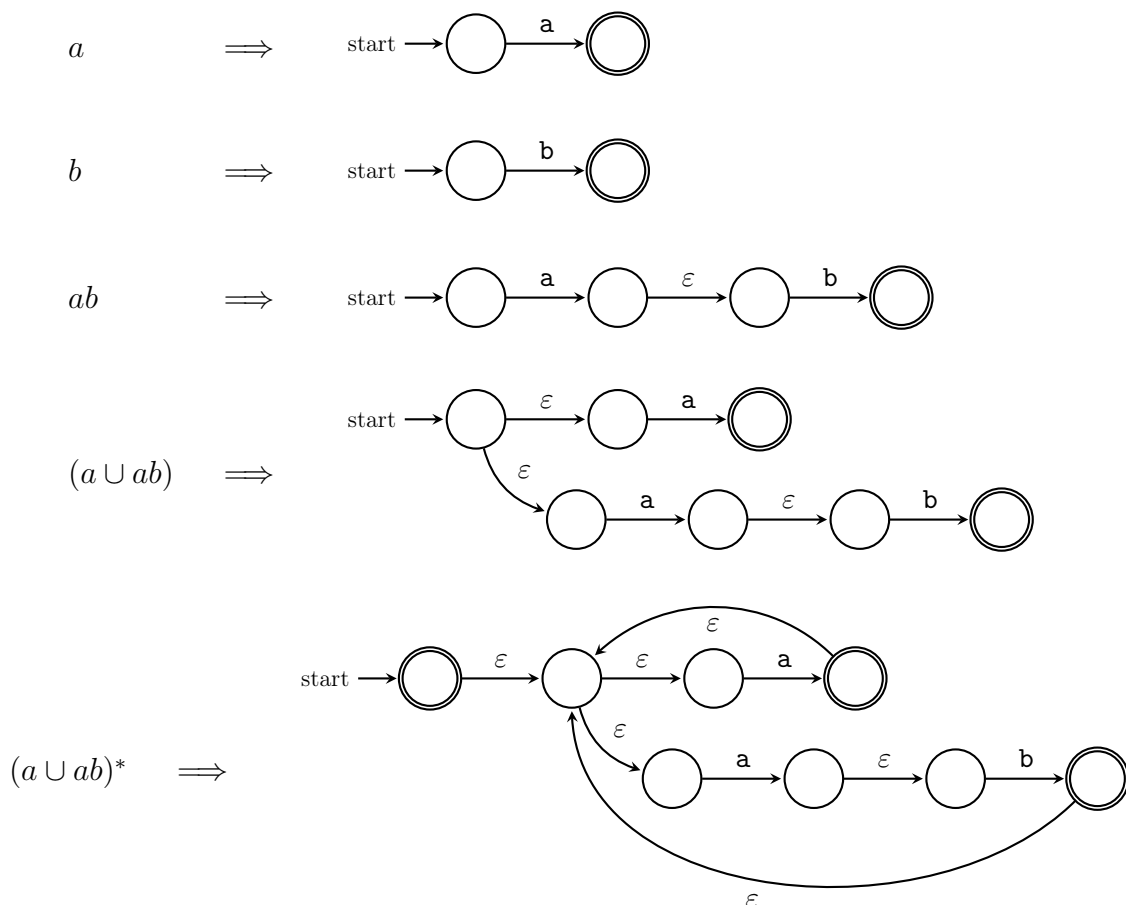 a ⟹ start a
b ⟹ start b
ab ⟹ start a ε b
start ε a
(a ∪ ab) ⟹ ε
a ε b
ε
start ε ε a
ε
(a ∪ ab)* ⟹ a ε b
ε